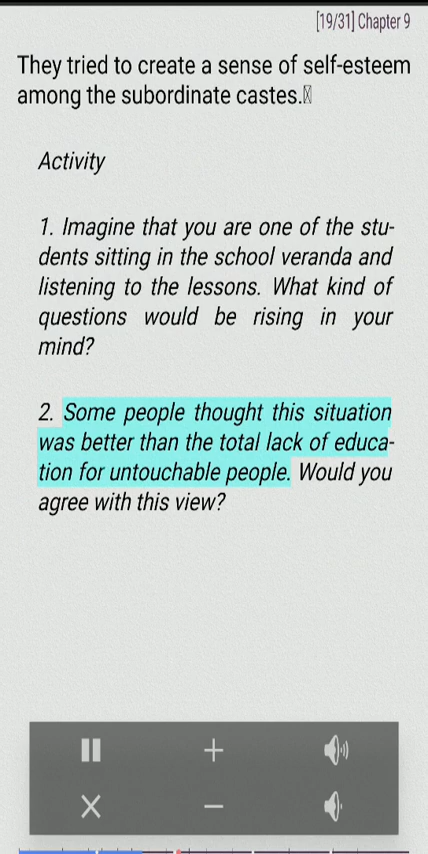 [19/31] Chapter 9
They tried to create a sense of self-esteem
among the subordinate castes.
Activity
1. Imagine that you are one of the stu-
dents sitting in the school veranda and
listening to the lessons. What kind of
questions would be rising in your
mind?
2. Some people thought this situation
was better than the total lack of educa-
tion for untouchable people. Would you
agree with this view?